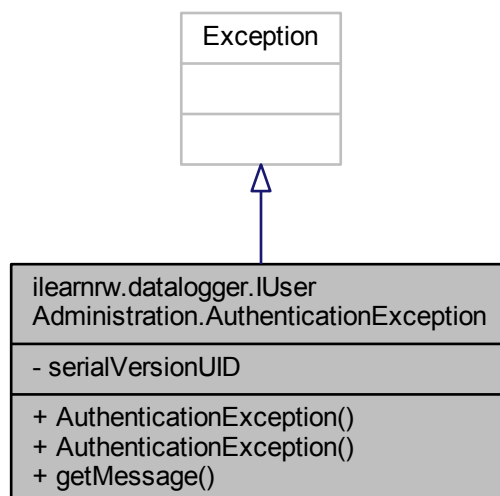 Exception
ilearnrw.datalogger.IUser
Administration.AuthenticationException
- serialVersionUID
+ AuthenticationException()
+ AuthenticationException()
+ getMessage()